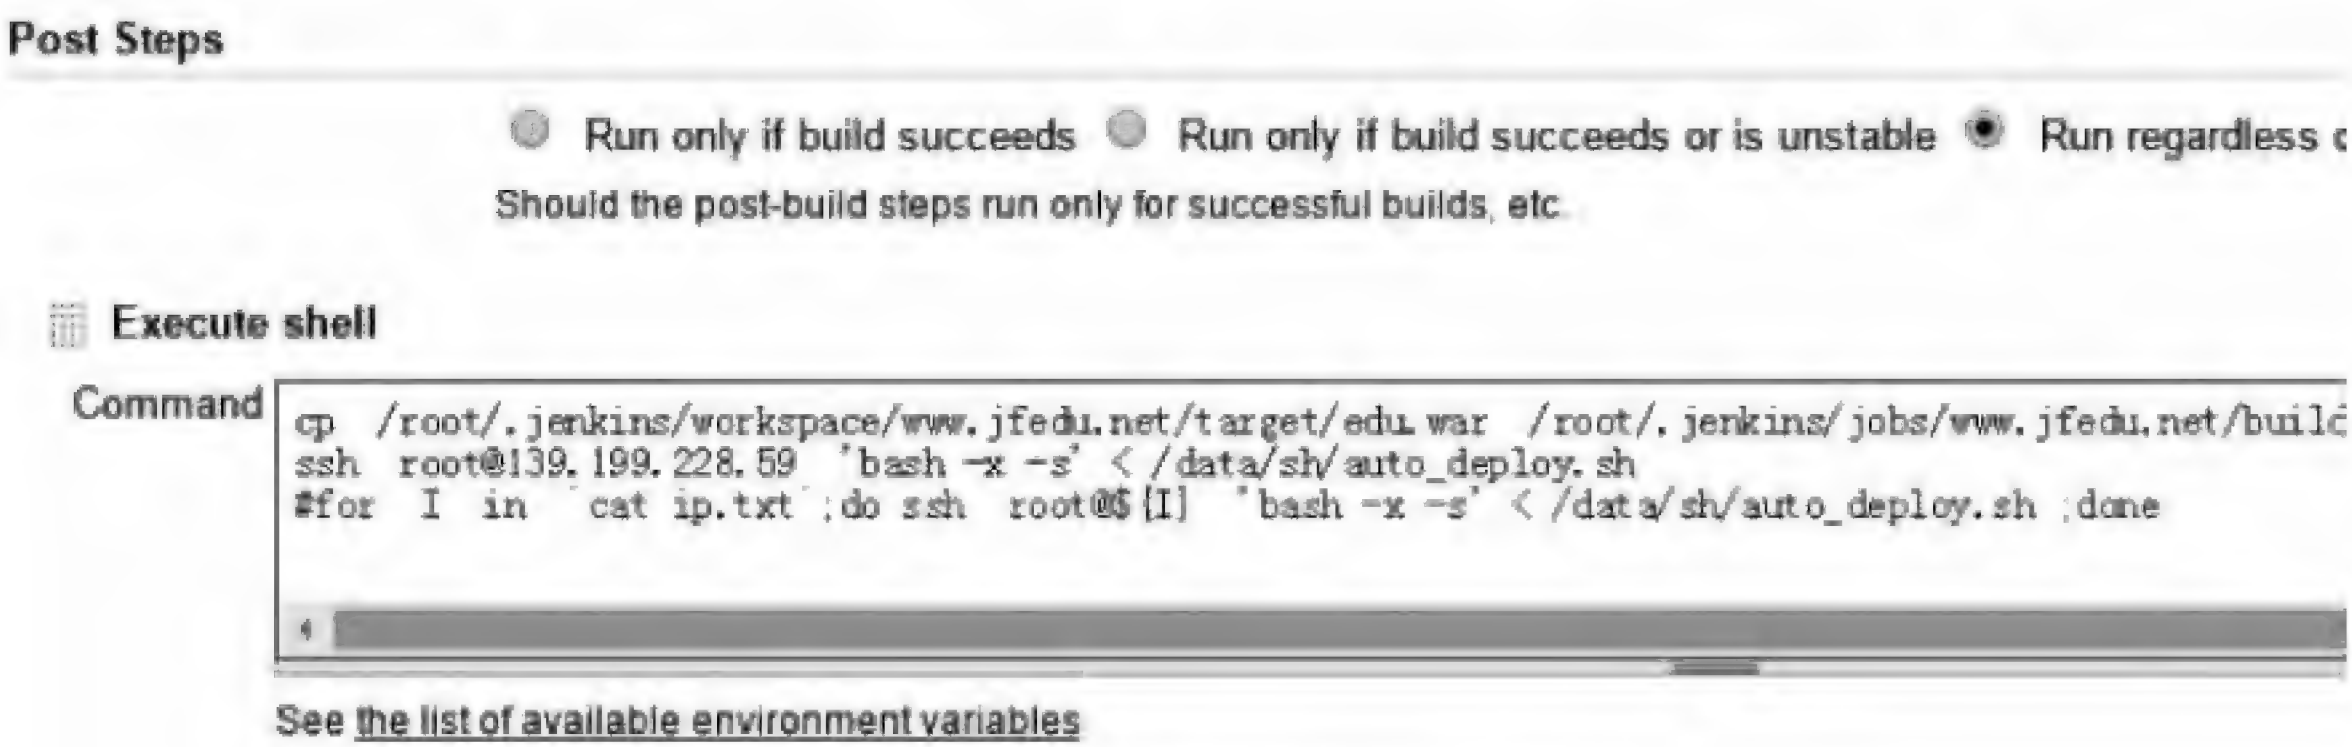 Post Steps
Run only if build succeeds Run only if build succeeds or is unstable Run regardless
Should the post-build steps run only for successful builds, etc.
Execute shell
Command
cp /root/.jenkins/workspace/www.jfedu.net/target/edu.war /root/.jenkins/jobs/www.jfedu.net/build
ssh root@139.199.228.59 'bash -x -s' < /data/sh/auto_deploy.sh
#for I in `cat ip.txt`;do ssh root@${I} 'bash -x -s' < /data/sh/auto_deploy.sh ;done
See the list of available environment variables